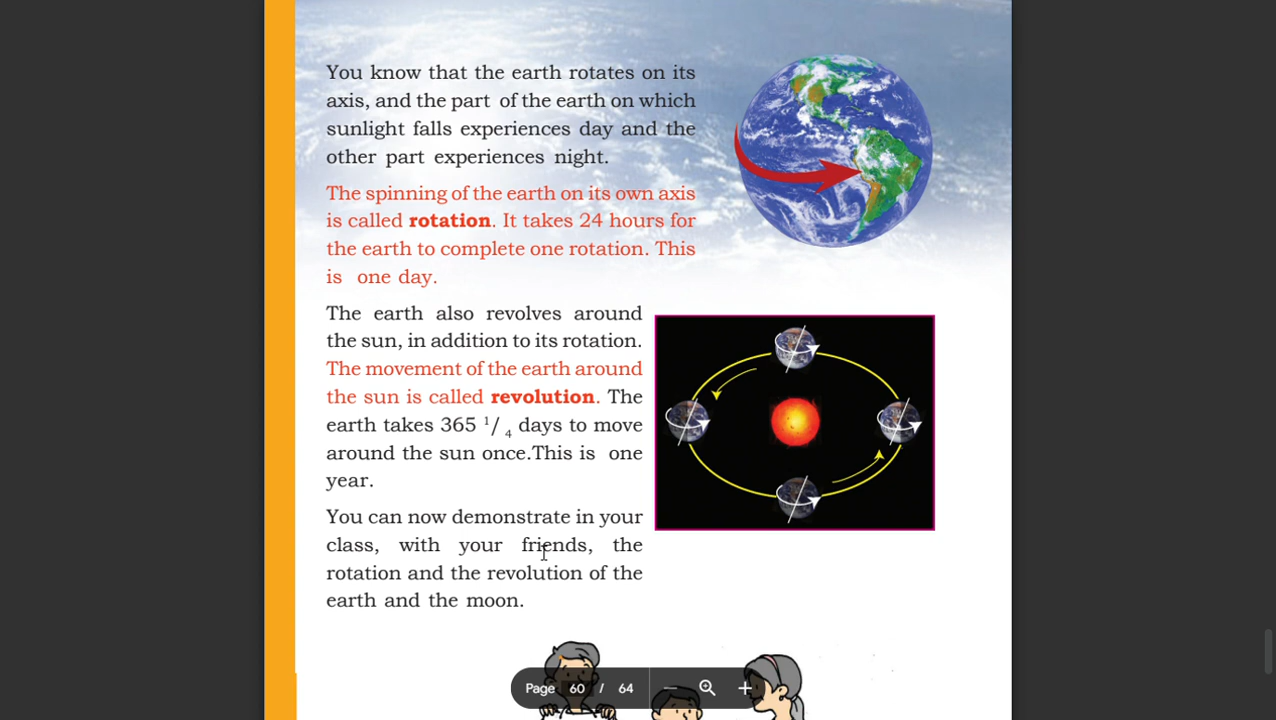 You know that the earth rotates on its
axis, and the part of the earth on which
sunlight falls experiences day and the
other part experiences night.
The spinning of the earth on its own axis
is called rotation. It takes 24 hours for
the earth to complete one rotation. This
is one day.
The earth also revolves around
the sun, in addition to its rotation.
The movement of the earth around
the sun is called revolution. The
earth takes 365 1/4 days to move
around the sun once.This is one
year.
You can now demonstrate in your
class, with your friends, the
rotation and the revolution of the
earth and the moon.
Page 60 / 64